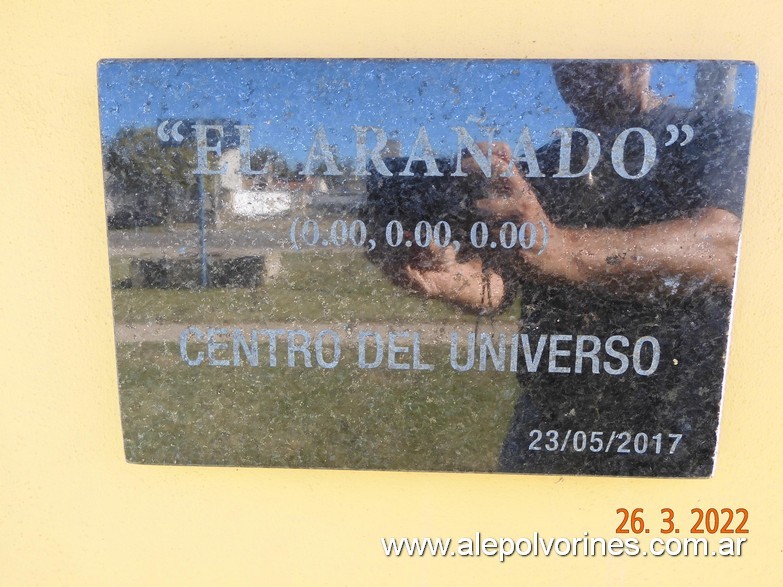 “EL ARAÑADO”
(0.00, 0.00, 0.00)
CENTRO DEL UNIVERSO
23/05/2017
26. 3. 2022
www.alepolvorines.com.ar